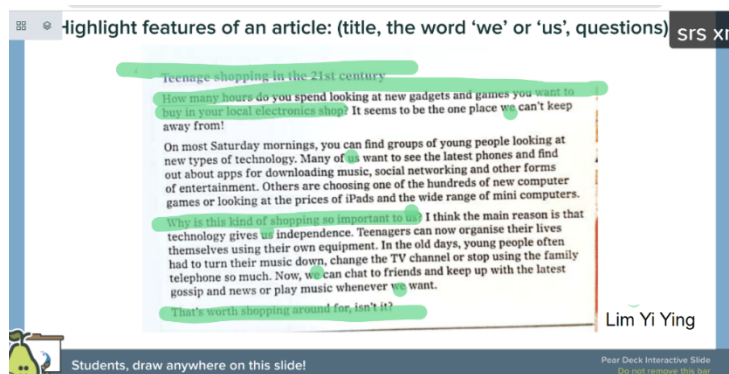 Highlight features of an article: (title, the word ‘we’ or ‘us’, questions)
srs
Teenage shopping in the 21st century
How many hours do you spend looking at new gadgets and games you want to
buy in your local electronics shop? It seems to be the one place we can't keep
away from!
On most Saturday mornings, you can find groups of young people looking at
new types of technology. Many of us want to see the latest phones and find
out about apps for downloading music, social networking and other forms
of entertainment. Others are choosing one of the hundreds of new computer
games or looking at the prices of iPads and the wide range of mini computers.
Why is this kind of shopping so important to us? I think the main reason is that
technology gives us independence. Teenagers can now organise their lives
themselves using their own equipment. In the old days, young people often
had to turn their music down, change the TV channel or stop using the family
telephone so much. Now, we can chat to friends and keep up with the latest
gossip and news or play music whenever we want.
That's worth shopping around for, isn't it?
Lim Yi Ying
Students, draw anywhere on this slide!
Pear Deck Interactive Slide
Do not remove this bar